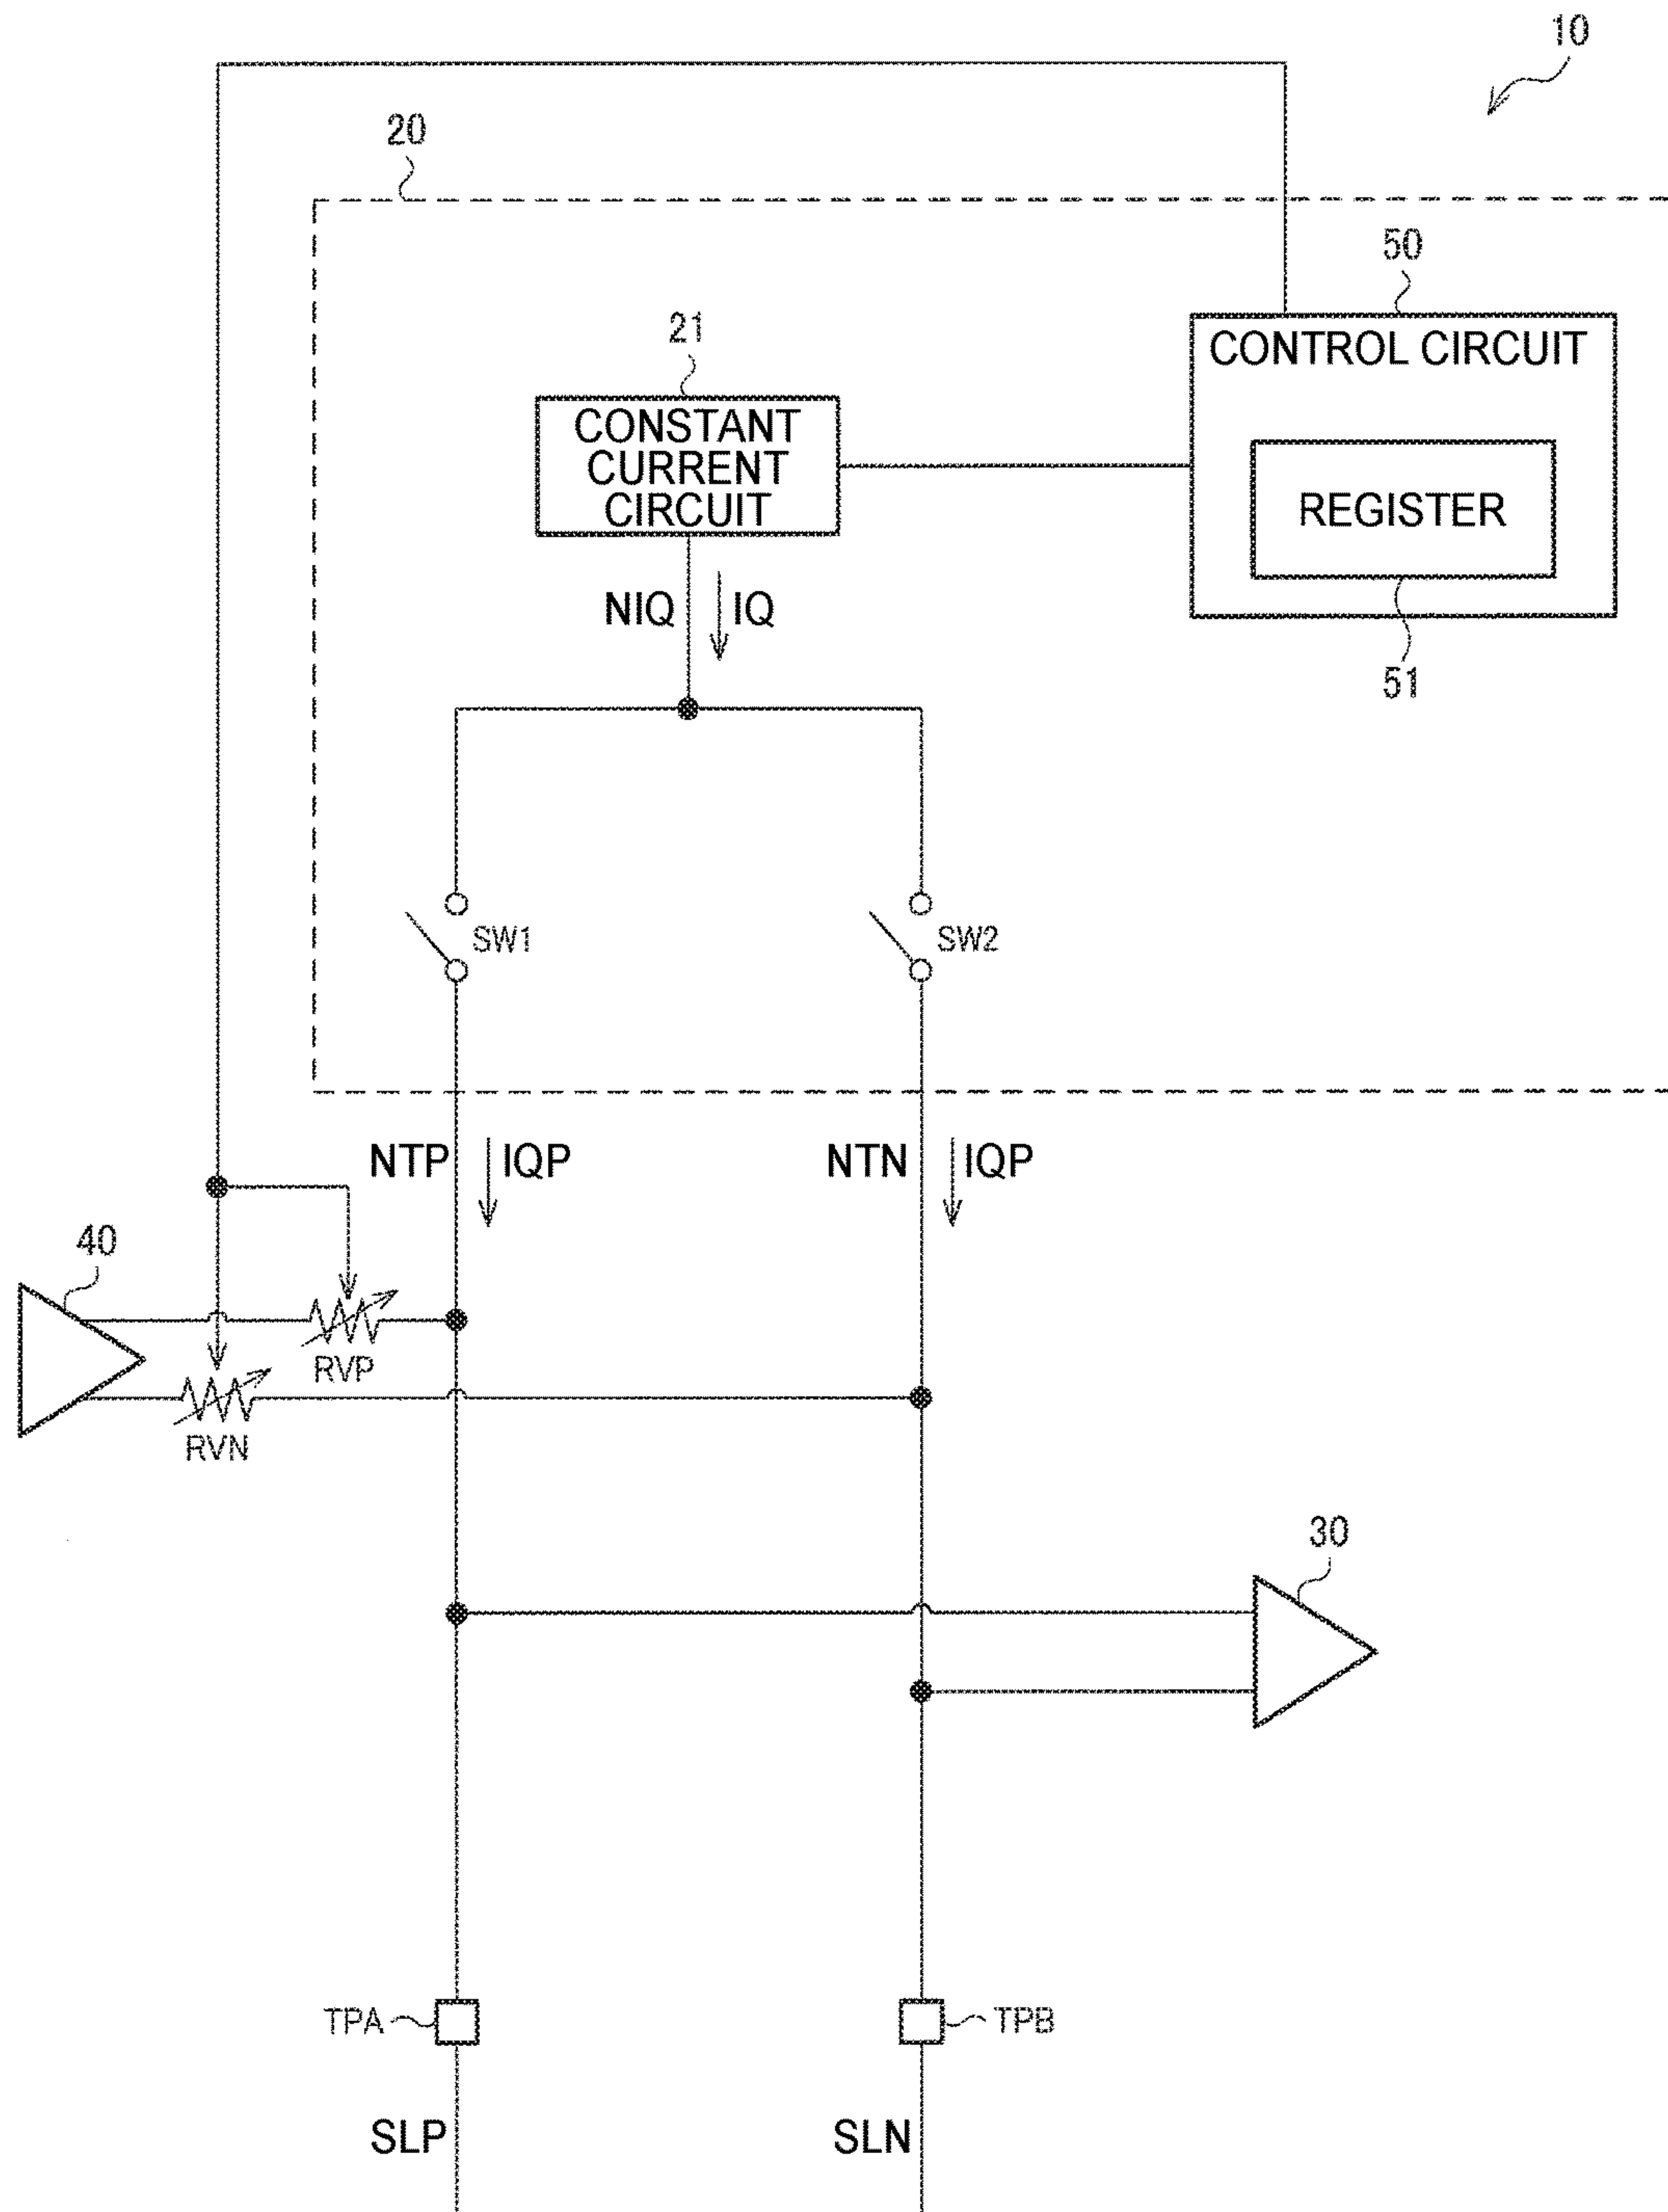 10
20
50
CONTROL CIRCUIT
21
CONSTANT
CURRENT
CIRCUIT
REGISTER
NIQ
IQ
51
SW1
SW2
NTP
IQP
NTN
IQP
40
RVP
RVN
30
TPA
TPB
SLP
SLN